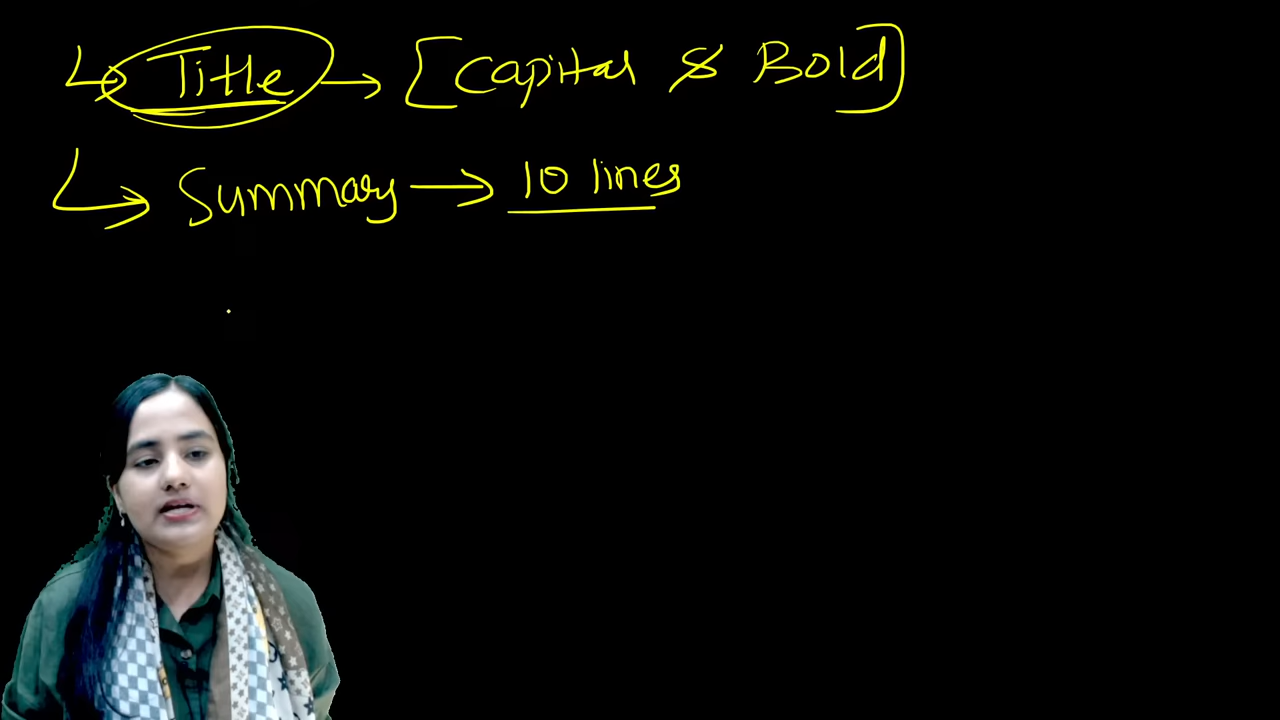 ↳ Title → [Capital & Bold]
↳ Summary → 10 lines